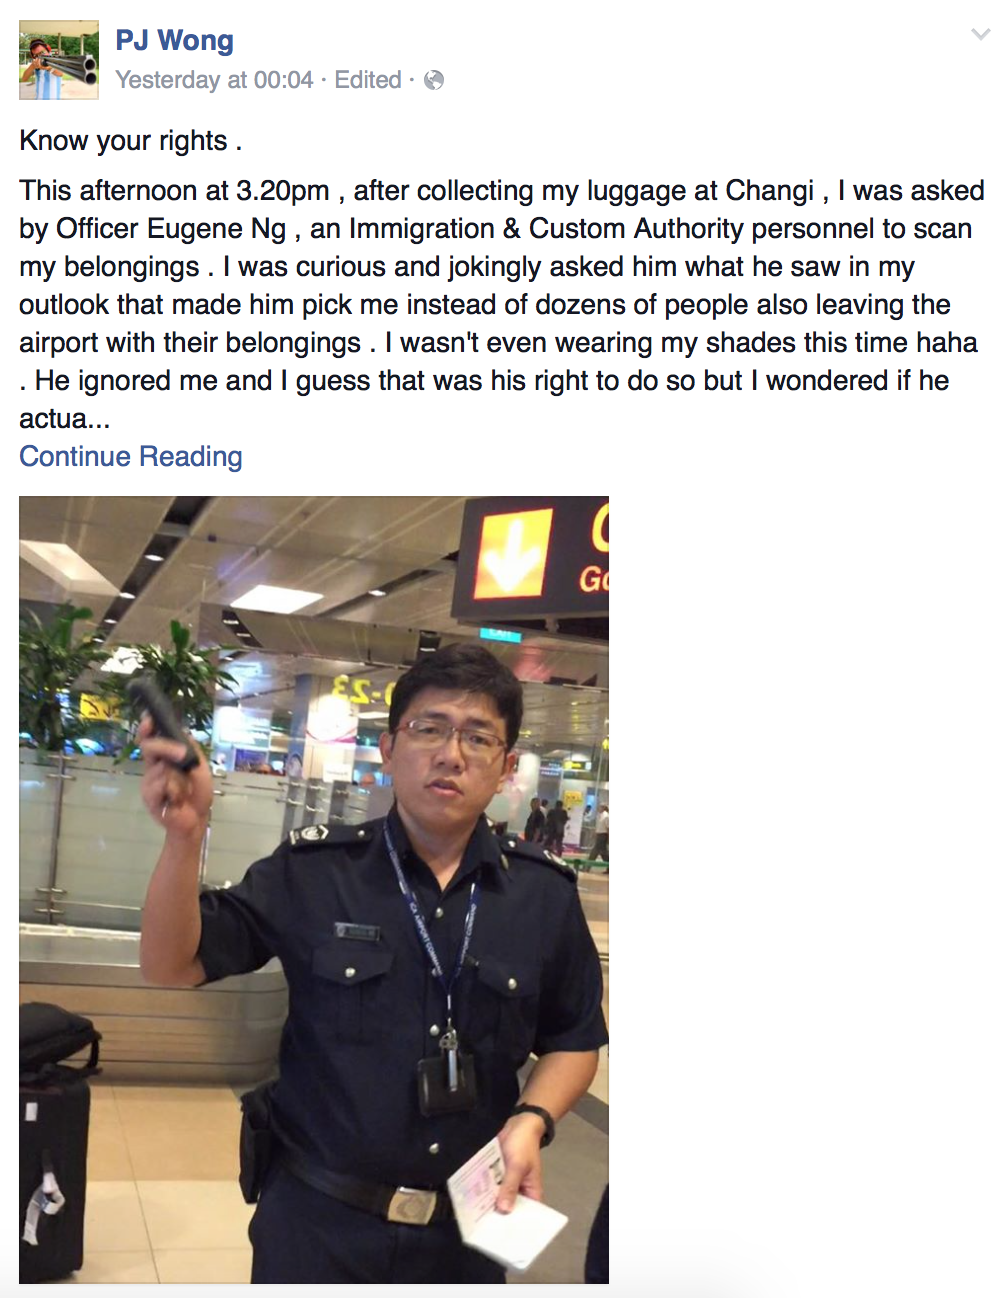 PJ Wong
Yesterday at 00:04 · Edited ·
Know your rights .
This afternoon at 3.20pm , after collecting my luggage at Changi , I was asked
by Officer Eugene Ng , an Immigration & Custom Authority personnel to scan
my belongings . I was curious and jokingly asked him what he saw in my
outlook that made him pick me instead of dozens of people also leaving the
airport with their belongings . I wasn't even wearing my shades this time haha
. He ignored me and I guess that was his right to do so but I wondered if he
actua...
Continue Reading
ICA AIRPORT COMMAND